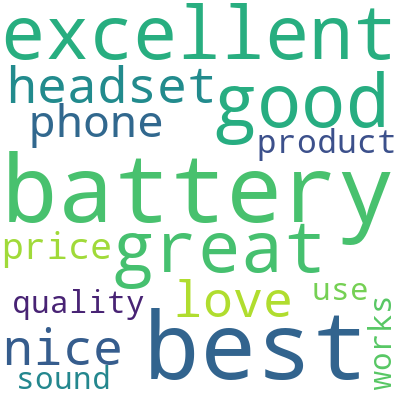 excellent
headset good
phone
product
battery
price great
quality love use
nice best works
sound